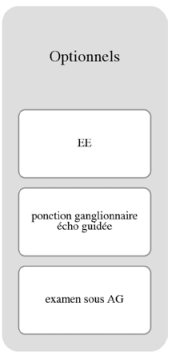 Optionnels
EE
ponction ganglionnaire
écho guidée
examen sous AG